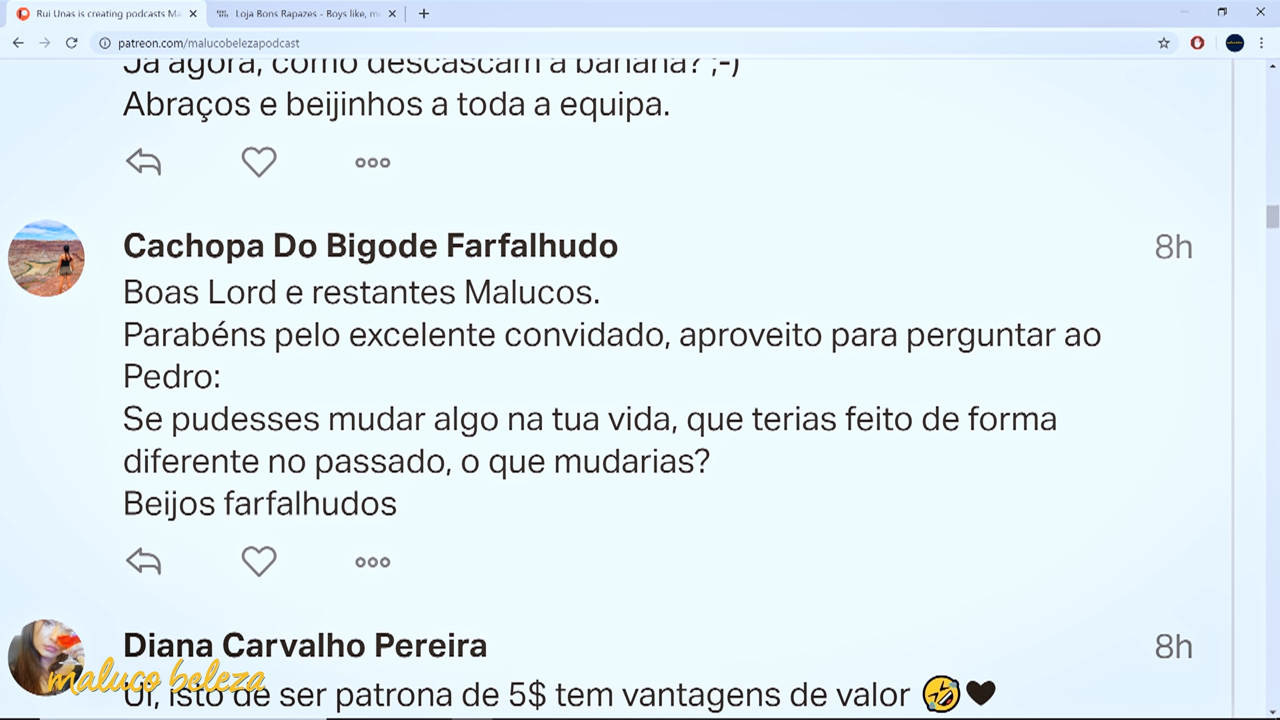 Rui Unas is creating podcasts Ma
Loja Bons Rapazes - Boys like, m
patreon.com/malucobelezapodcast
Já agora, como descascam a banana? ;-)
Abraços e beijinhos a toda a equipa.
Cachopa Do Bigode Farfalhudo
8h
Boas Lord e restantes Malucos.
Parabéns pelo excelente convidado, aproveito para perguntar ao
Pedro:
Se pudesses mudar algo na tua vida, que terias feito de forma
diferente no passado, o que mudarias?
Beijos farfalhudos
Diana Carvalho Pereira
8h
maluco beleza
Ui, isto de ser patrona de 5$ tem vantagens de valor 🤣🖤